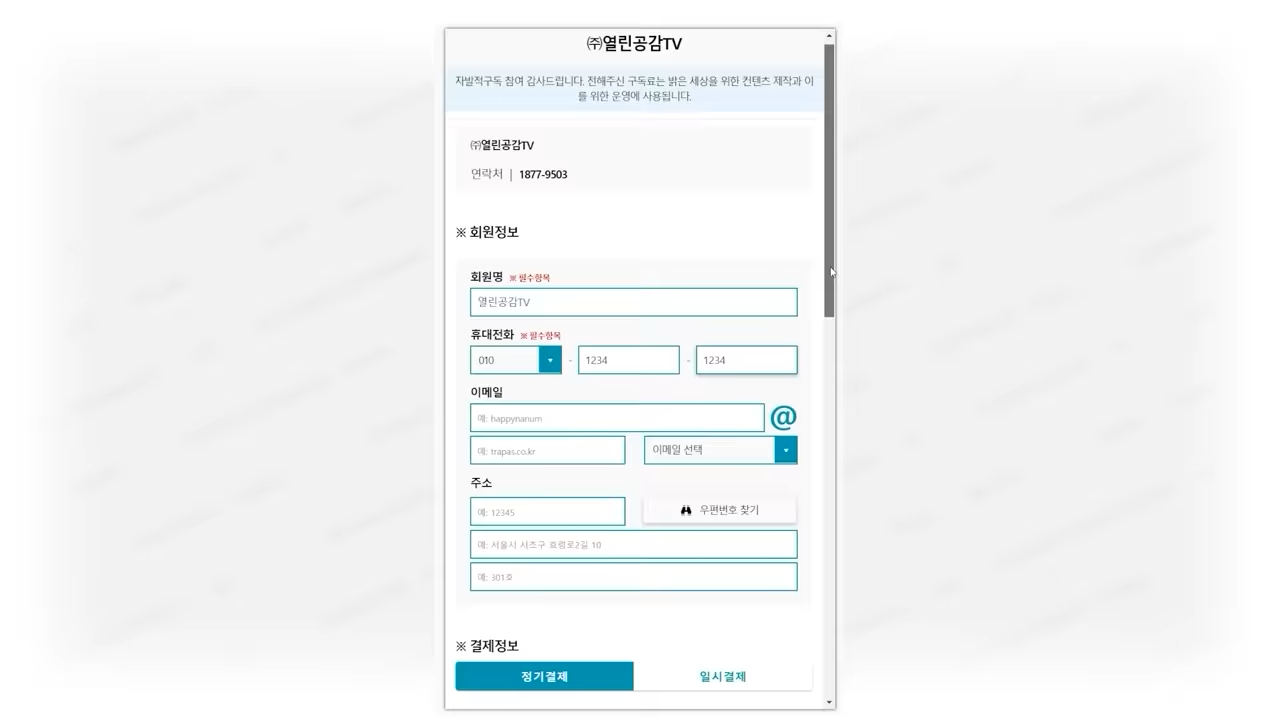 ㈜열린공감TV
자발적구독 참여 감사드립니다. 전해주신 구독료는 밝은 세상을 위한 컨텐츠 제작과 이
를 위한 운영에 사용됩니다.
㈜열린공감TV
연락처 | 1877-9503
※ 회원정보
회원명 ※ 필수항목
열린공감TV
휴대전화 ※ 필수항목
010 - 1234 - 1234
이메일
예: happynanum @
예: trapas.co.kr 이메일 선택
주소
예: 12345 우편번호 찾기
예: 서울시 서초구 효령로2길 10
예: 301호
※ 결제정보
정기결제 일시결제